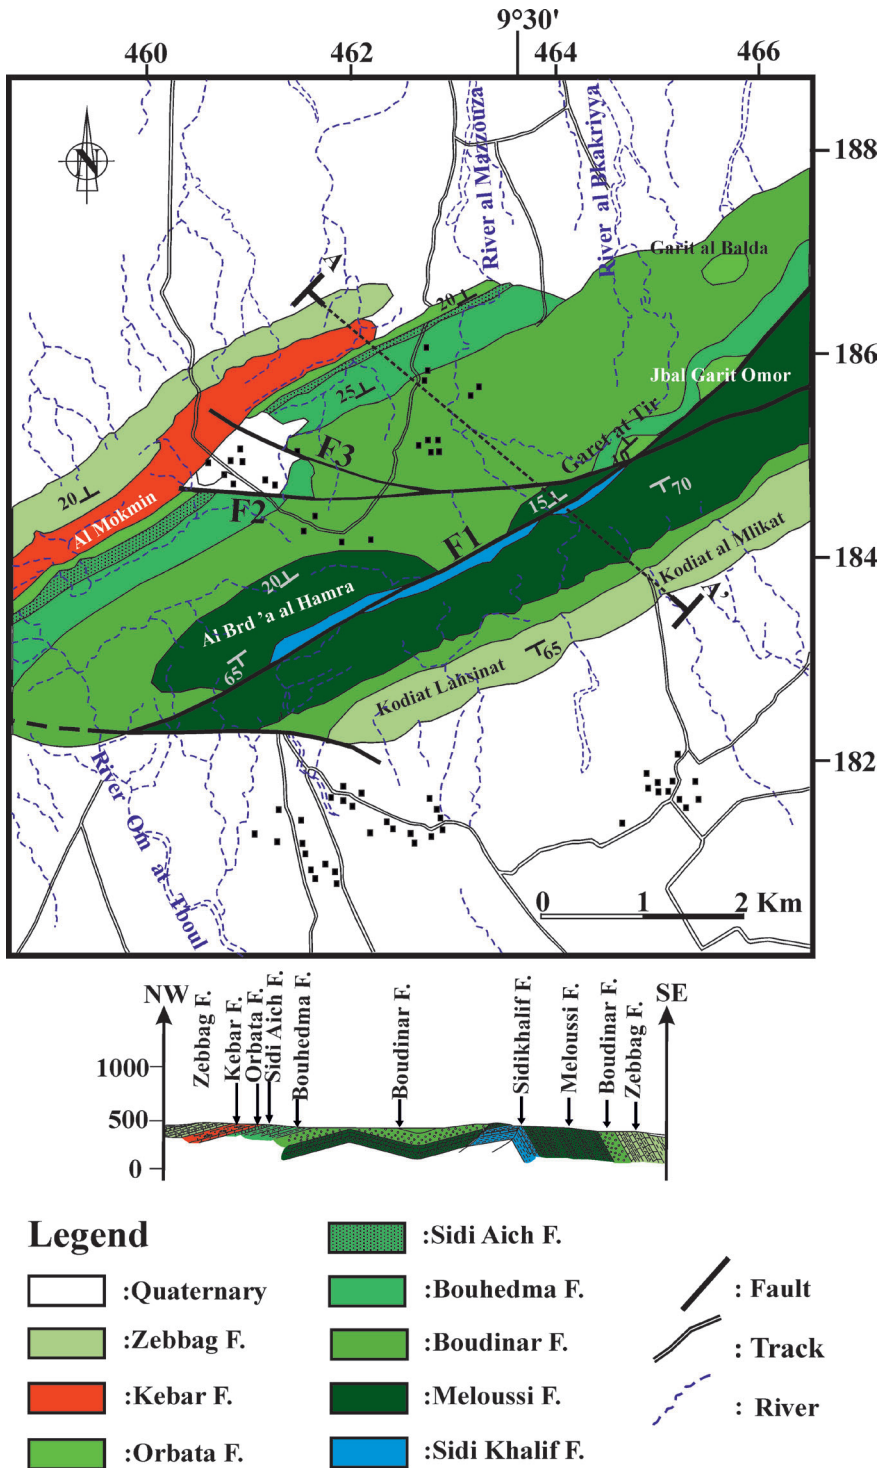 9°30'
460 462 464 466
188
186
184
182
N
River al Mazzouza
River al Bkakriyya
Garit al Balda
A
20
25
Jbal Garit Omor
Garet at Tir
F3
F2
F1
20
Al Mokmin
15
70
Kodiat al Mlikat
A'
20
Al Brd 'a al Hamra
65
65
Kodiat Lahsinat
River Om at Tboul
0 1 2 Km
NW
SE
Zebbag F.
Kebar F.
Orbata F.
Sidi Aich F.
Bouhedma F.
Boudinar F.
Sidikhalif F.
Meloussi F.
Boudinar F.
Zebbag F.
1000
500
0
Legend
:Quaternary
:Zebbag F.
:Kebar F.
:Orbata F.
:Sidi Aich F.
:Bouhedma F.
:Boudinar F.
:Meloussi F.
:Sidi Khalif F.
: Fault
: Track
: River